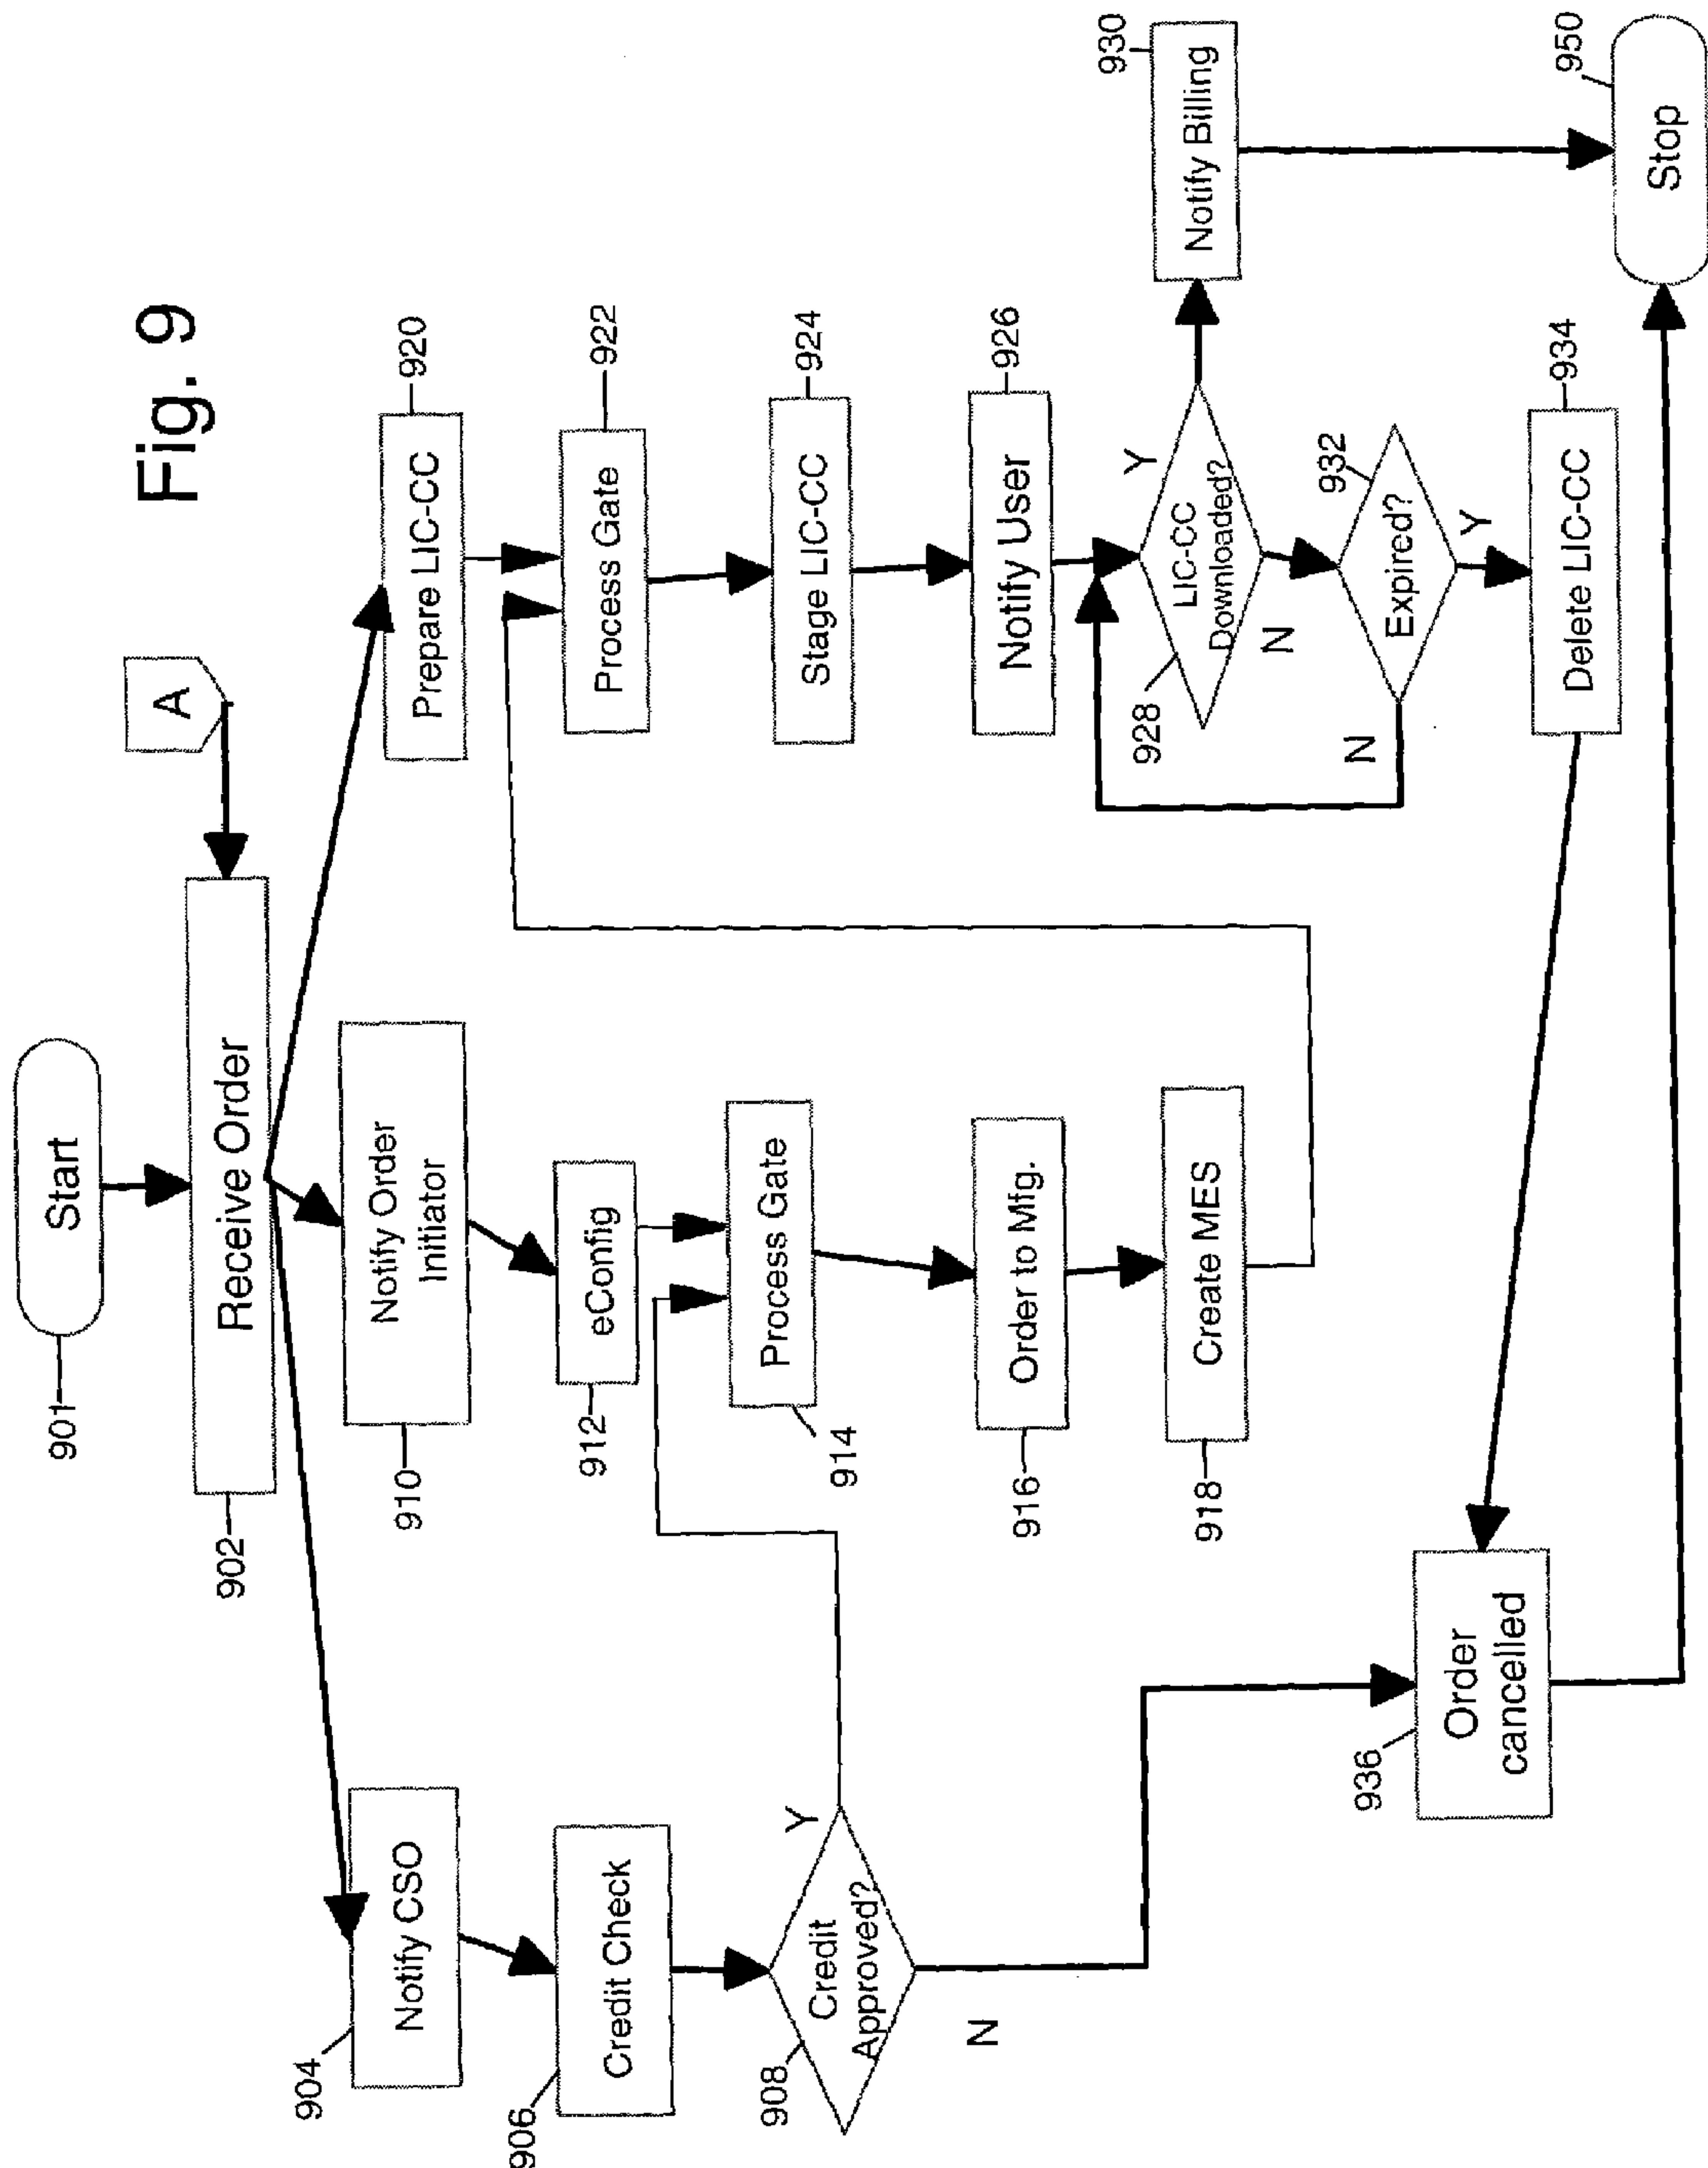 Fig. 9
901
Start
A
902
Receive Order
904
Notify CSO
910
Notify Order
Initiator
920
Prepare LIC-CC
906
Credit Check
912
eConfig
922
Process Gate
908
Credit
Approved?
Y
N
914
Process Gate
924
Stage LIC-CC
916
Order to Mfg.
926
Notify User
918
Create MES
928
LIC-CC
Downloaded?
Y
N
930
Notify Billing
932
Expired?
N
Y
936
Order
cancelled
934
Delete LIC-CC
950
Stop